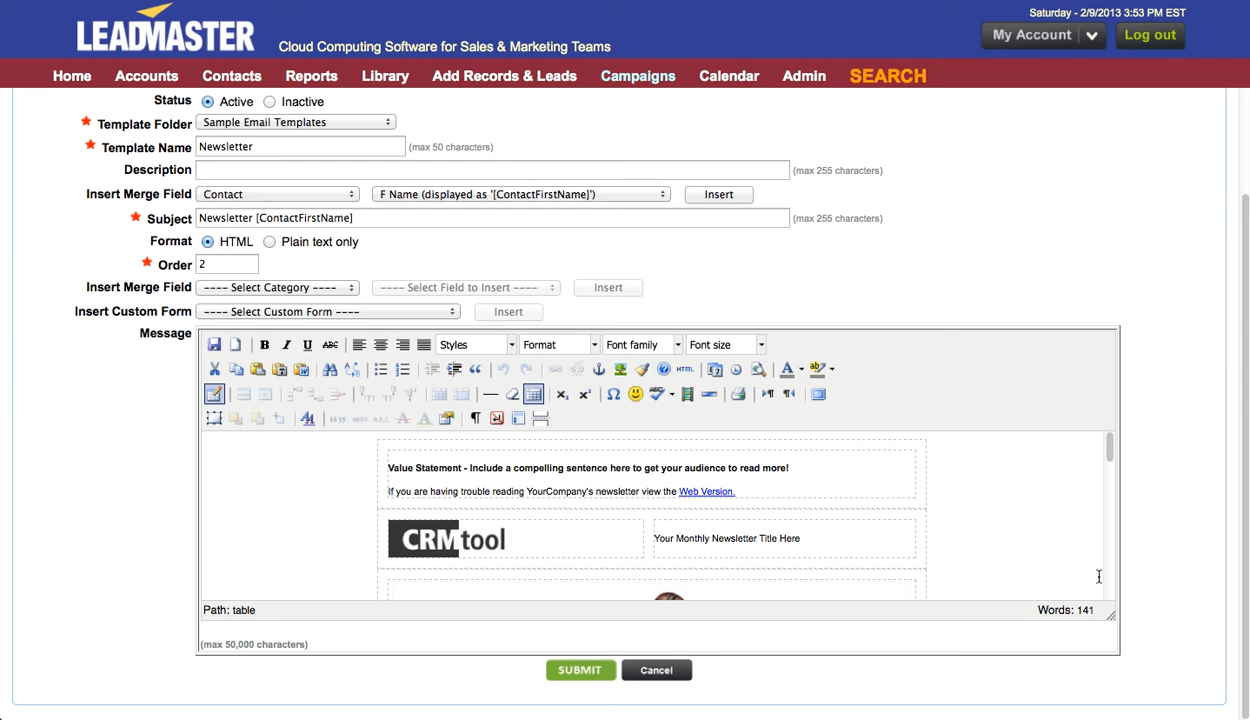 Saturday - 2/9/2013 3:53 PM EST
LEADMASTER
Cloud Computing Software for Sales & Marketing Teams
My Account
Log out
Home Accounts Contacts Reports Library Add Records & Leads Campaigns Calendar Admin SEARCH
Status Active Inactive
Template Folder Sample Email Templates
Template Name Newsletter (max 50 characters)
Description (max 255 characters)
Insert Merge Field Contact F Name (displayed as '[ContactFirstName]') Insert
Subject Newsletter [ContactFirstName] (max 255 characters)
Format HTML Plain text only
Order 2
Insert Merge Field ---- Select Category ---- ---- Select Field to Insert ---- Insert
Insert Custom Form ---- Select Custom Form ---- Insert
Message
B I U ABC Styles Format Font family Font size
HTML
Value Statement - Include a compelling sentence here to get your audience to read more!
If you are having trouble reading YourCompany's newsletter view the Web Version.
CRMtool
Your Monthly Newsletter Title Here
Path: table Words: 141
(max 50,000 characters)
SUBMIT Cancel